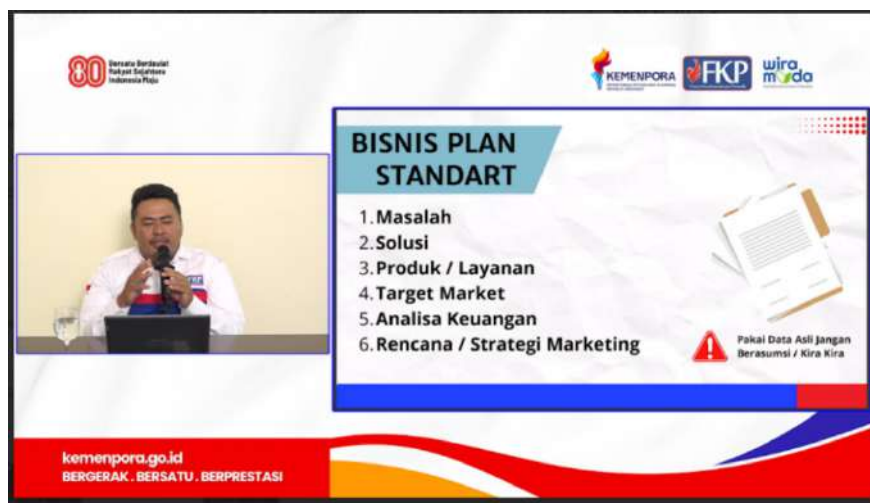 80
Bersatu Berdaulat
Rakyat Sejahtera
Indonesia Maju
KEMENPORA
FKP
wira
muda
BISNIS PLAN
STANDART
1. Masalah
2. Solusi
3. Produk / Layanan
4. Target Market
5. Analisa Keuangan
6. Rencana / Strategi Marketing
Pakai Data Asli Jangan
Berasumsi / Kira Kira
FKP
kemenpora.go.id
BERGERAK . BERSATU . BERPRESTASI